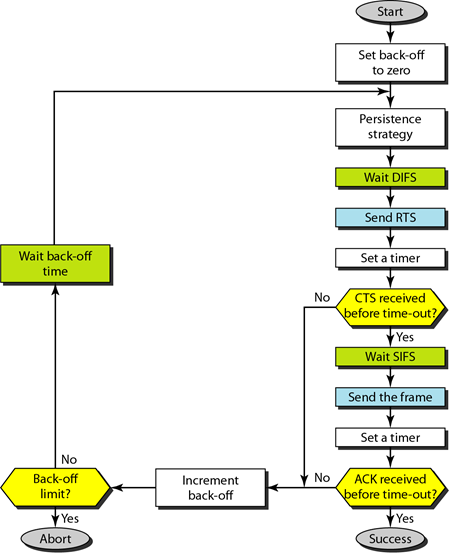 Start
Set back-off
to zero
Persistence
strategy
Wait DIFS
Send RTS
Set a timer
Wait back-off
time
No
CTS received
before time-out?
Yes
Wait SIFS
Send the frame
Set a timer
No
Back-off
limit?
Increment
back-off
No
ACK received
before time-out?
Yes
Abort
Yes
Success